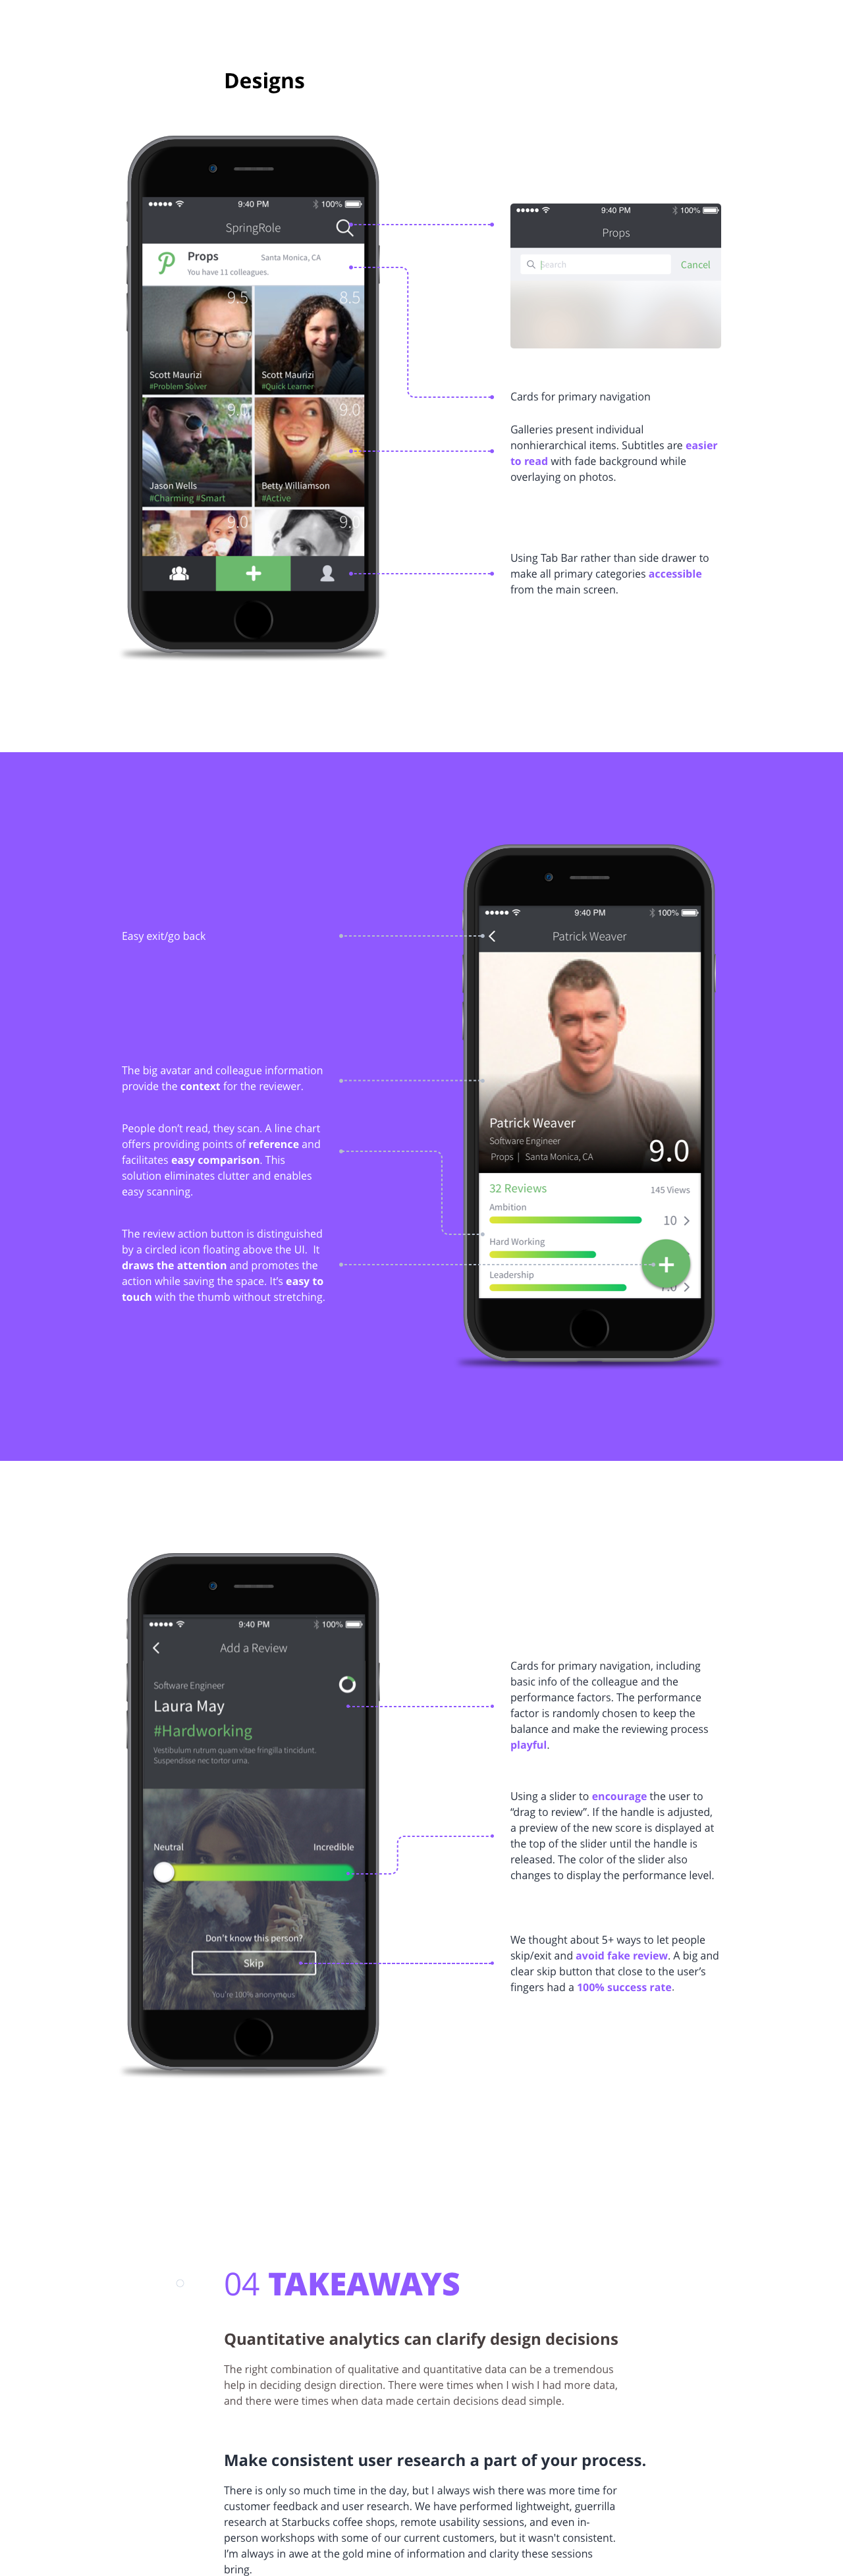 Designs
9:40 PM
100%
SpringRole
Props
Santa Monica, CA
You have 11 colleagues.
9.5
8.5
Scott Maurizi
#Problem Solver
Scott Maurizi
#Quick Learner
9.0
9.0
Jason Wells
#Charming #Smart
Betty Williamson
#Active
9.0
9.0
9:40 PM
100%
Props
Search
Cancel
Cards for primary navigation
Galleries present individual
nonhierarchical items. Subtitles are easier
to read with fade background while
overlaying on photos.
Using Tab Bar rather than side drawer to
make all primary categories accessible
from the main screen.
Easy exit/go back
The big avatar and colleague information
provide the context for the reviewer.
People don’t read, they scan. A line chart
offers providing points of reference and
facilitates easy comparison. This
solution eliminates clutter and enables
easy scanning.
The review action button is distinguished
by a circled icon floating above the UI. It
draws the attention and promotes the
action while saving the space. It’s easy to
touch with the thumb without stretching.
9:40 PM
100%
Patrick Weaver
Patrick Weaver
Software Engineer
Props | Santa Monica, CA
9.0
32 Reviews
145 Views
Ambition
10
Hard Working
Leadership
9:40 PM
100%
Add a Review
Software Engineer
Laura May
#Hardworking
Vestibulum rutrum quam vitae fringilla tincidunt.
Suspendisse nec tortor urna.
Neutral
Incredible
Don’t know this person?
Skip
You’re 100% anonymous
Cards for primary navigation, including
basic info of the colleague and the
performance factors. The performance
factor is randomly chosen to keep the
balance and make the reviewing process
playful.
Using a slider to encourage the user to
“drag to review”. If the handle is adjusted,
a preview of the new score is displayed at
the top of the slider until the handle is
released. The color of the slider also
changes to display the performance level.
We thought about 5+ ways to let people
skip/exit and avoid fake review. A big and
clear skip button that close to the user’s
fingers had a 100% success rate.
04 TAKEAWAYS
Quantitative analytics can clarify design decisions
The right combination of qualitative and quantitative data can be a tremendous
help in deciding design direction. There were times when I wish I had more data,
and there were times when data made certain decisions dead simple.
Make consistent user research a part of your process.
There is only so much time in the day, but I always wish there was more time for
customer feedback and user research. We have performed lightweight, guerrilla
research at Starbucks coffee shops, remote usability sessions, and even in-
person workshops with some of our current customers, but it wasn't consistent.
I’m always in awe at the gold mine of information and clarity these sessions
bring.